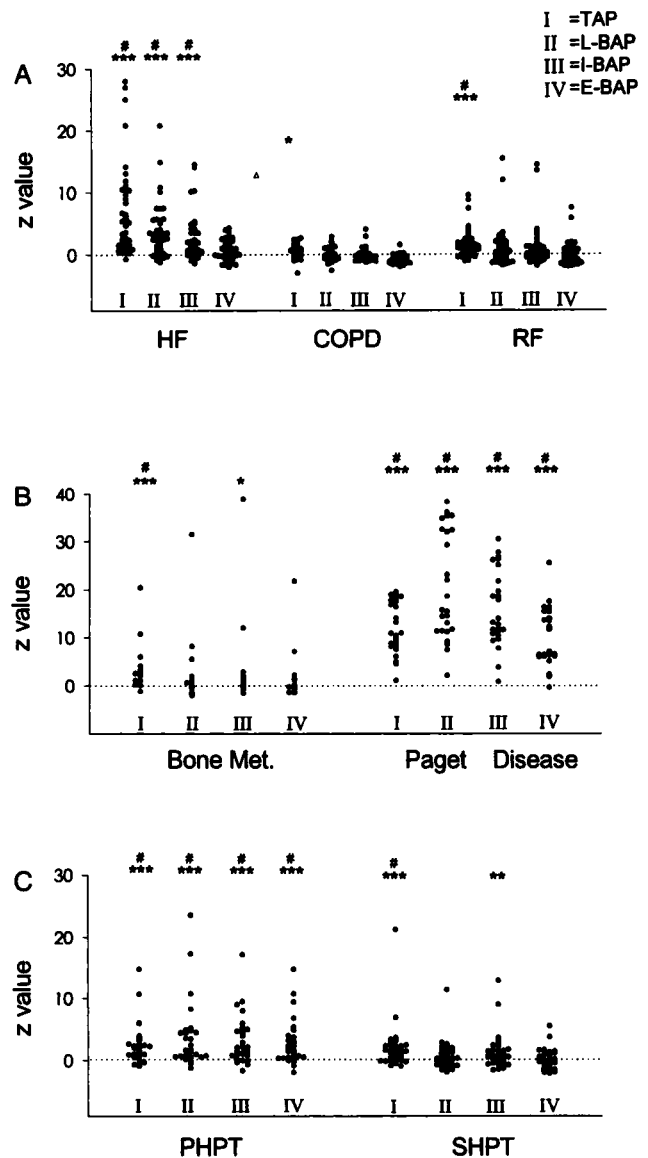 I =TAP
II =L-BAP
III =I-BAP
IV =E-BAP
A
# # # #
*** *** *** ***
*
z value
30
20
10
0
I II III IV I II III IV I II III IV
HF COPD RF
B
# # # # #
*** * *** *** *** ***
z value
40
30
20
10
0
I II III IV I II III IV
Bone Met. Paget Disease
C
# # # # #
*** *** *** *** *** **
z value
30
20
10
0
I II III IV I II III IV
PHPT SHPT